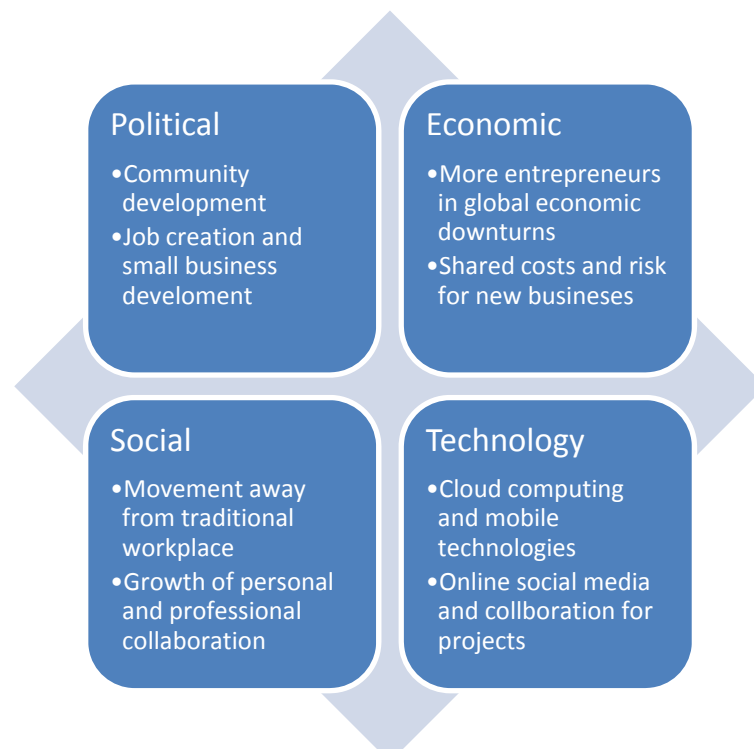 Political
•Community
development
•Job creation and
small business
develoment
Economic
•More entrepreneurs
in global economic
downturns
•Shared costs and risk
for new busineses
Social
•Movement away
from traditional
workplace
•Growth of personal
and professional
collaboration
Technology
•Cloud computing
and mobile
technologies
•Online social media
and collboration for
projects